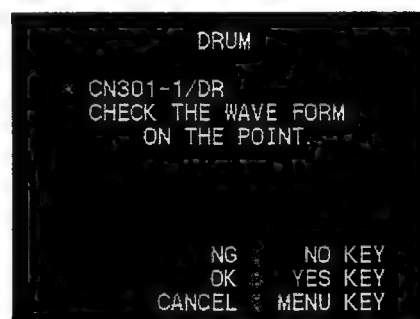 DRUM
* CN301-1/DR
CHECK THE WAVE FORM
ON THE POINT.
NG : NO KEY
OK : YES KEY
CANCEL : MENU KEY